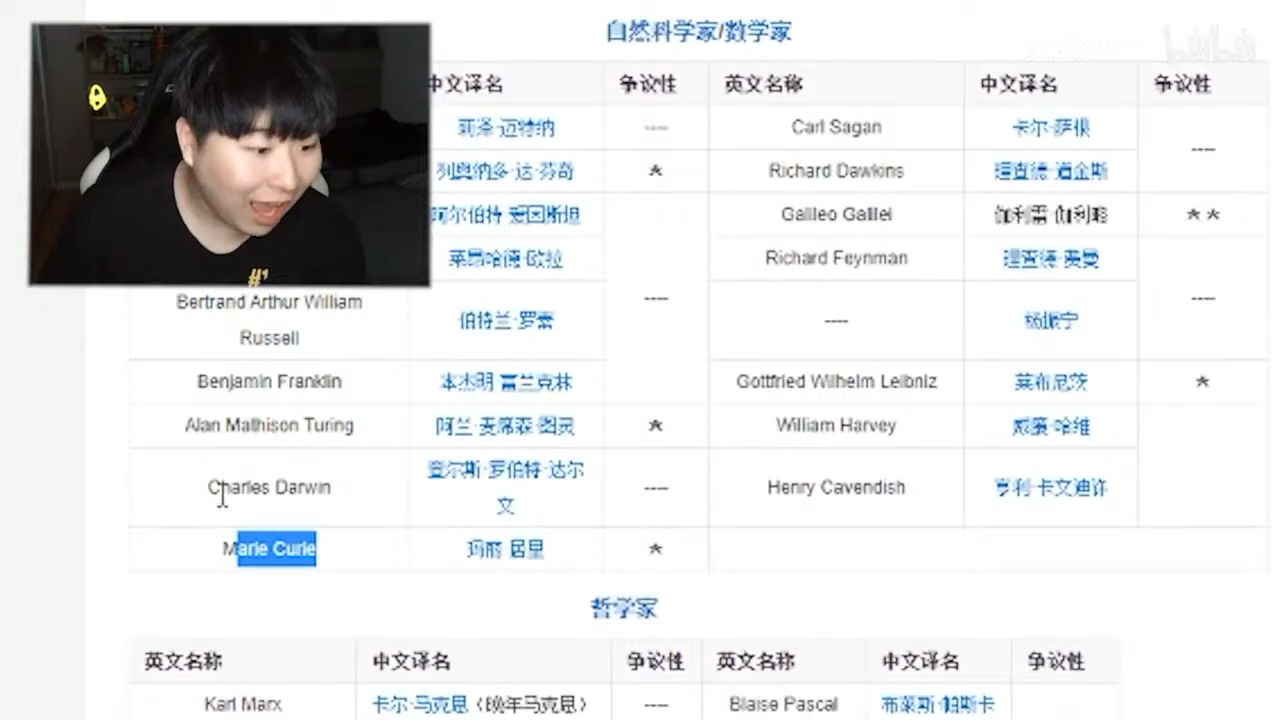 自然科学家/数学家
中文译名 争议性 英文名称 中文译名 争议性
莉泽·迈特纳 ---- Carl Sagan 卡尔·萨根 ----
列奥纳多·达·芬奇 * Richard Dawkins 理查德·道金斯
阿尔伯特·爱因斯坦 Galileo Galilei 伽利雷·伽利略 **
莱昂哈德·欧拉 Richard Feynman 理查德·费曼
#1
Bertrand Arthur William
Russell
伯特兰·罗素 ---- ---- 杨振宁 ----
Benjamin Franklin 本杰明·富兰克林 Gottfried Wilhelm Leibniz 莱布尼茨 *
Alan Mathison Turing 阿兰·麦席森·图灵 * William Harvey 威廉·哈维
Charles Darwin 查尔斯·罗伯特·达尔
文
---- Henry Cavendish 亨利·卡文迪许
Marie Curie 玛丽·居里 *
哲学家
英文名称 中文译名 争议性 英文名称 中文译名 争议性
Karl Marx 卡尔·马克思（晚年马克思） ---- Blaise Pascal 布莱斯·帕斯卡